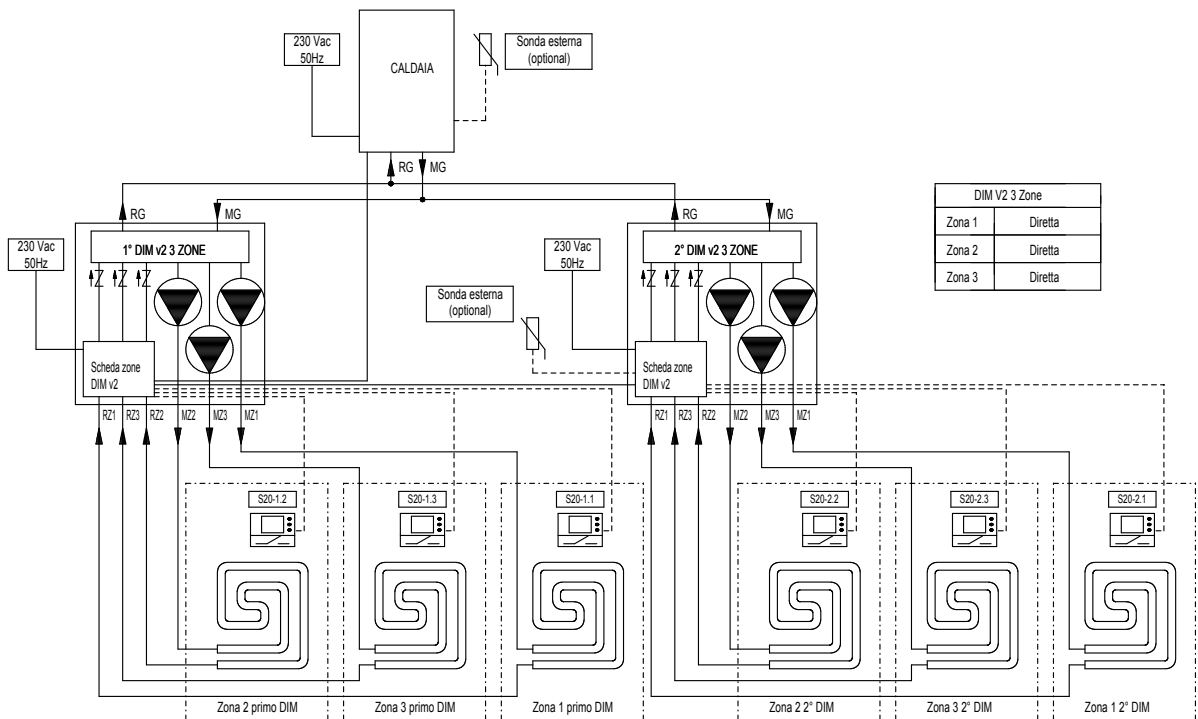 230 Vac
50Hz
CALDAIA
Sonda esterna
(optional)
RG
MG
RG
MG
RG
MG
DIM V2 3 Zone
Zona 1 Diretta
Zona 2 Diretta
Zona 3 Diretta
230 Vac
50Hz
1° DIM v2 3 ZONE
230 Vac
50Hz
2° DIM v2 3 ZONE
Sonda esterna
(optional)
Scheda zone
DIM v2
Scheda zone
DIM v2
RZ1
RZ3
RZ2
MZ2
MZ3
MZ1
RZ1
RZ3
RZ2
MZ2
MZ3
MZ1
S20-1.2
S20-1.3
S20-1.1
S20-2.2
S20-2.3
S20-2.1
Zona 2 primo DIM
Zona 3 primo DIM
Zona 1 primo DIM
Zona 2 2° DIM
Zona 3 2° DIM
Zona 1 2° DIM